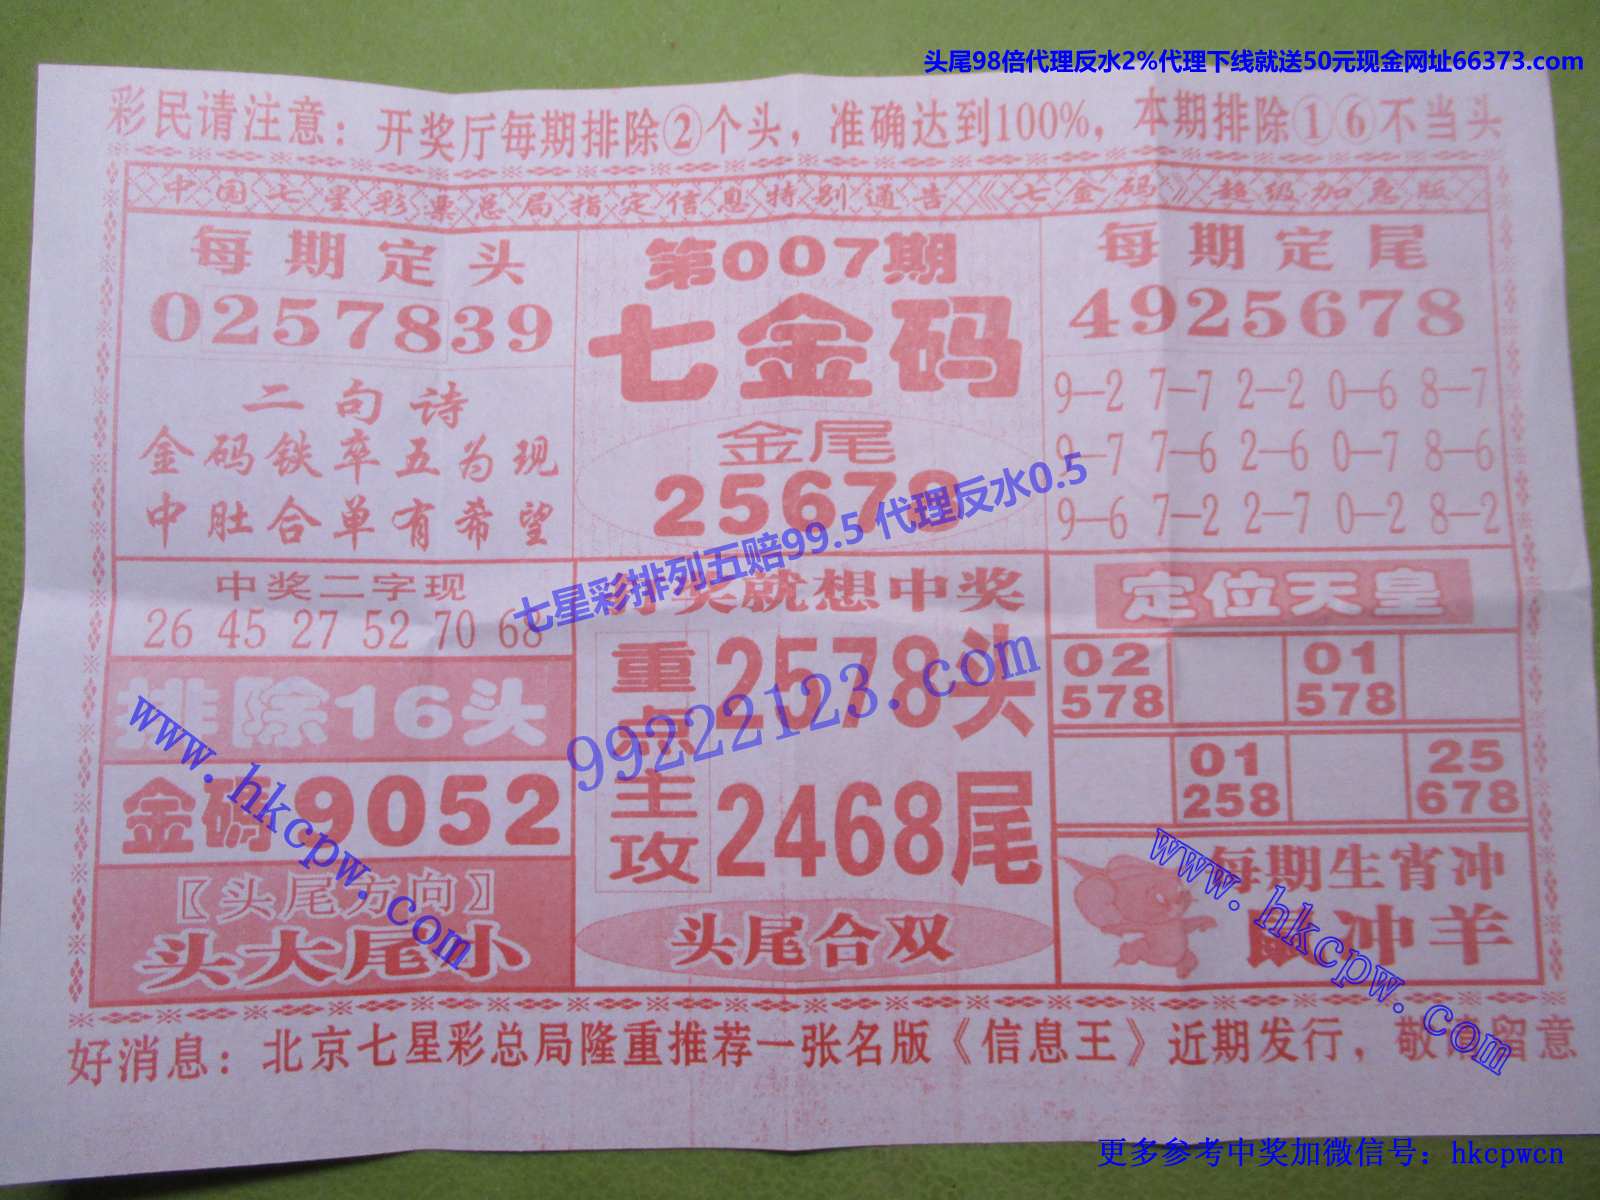 头尾98倍代理反水2%代理下线就送50元现金网址66373.com
彩民请注意：开奖厅每期排除②个头，准确达到100%，本期排除①⑥不当头
中国七星彩票总局指定信息特别通告《七金码》超级加急版
每期定头
0257839
二句诗
金码铁卒五为现
中肚合单有希望
第007期
七金码
金尾
25678
每期定尾
4925678
9—2 7—7 2—2 0—6 8—7
9—7 7—6 2—6 0—7 8—6
9—6 7—2 2—7 0—2 8—2
七星彩排列五赔99.5 代理反水0.5
中奖二字现
26 45 27 52 70 68
排除16头
金码9052
【头尾方向】
头大尾小
就想中奖
重点主攻
2578头
2468尾
头尾合双
99222123.com
定位天皇
02
578
01
578
01
258
25
678
每期生肖冲
鼠冲羊
www.hkcpw.com
www.hkcpw.com
好消息：北京七星彩总局隆重推荐一张名版《信息王》近期发行，敬请留意
更多参考中奖加微信号：hkcpwcn